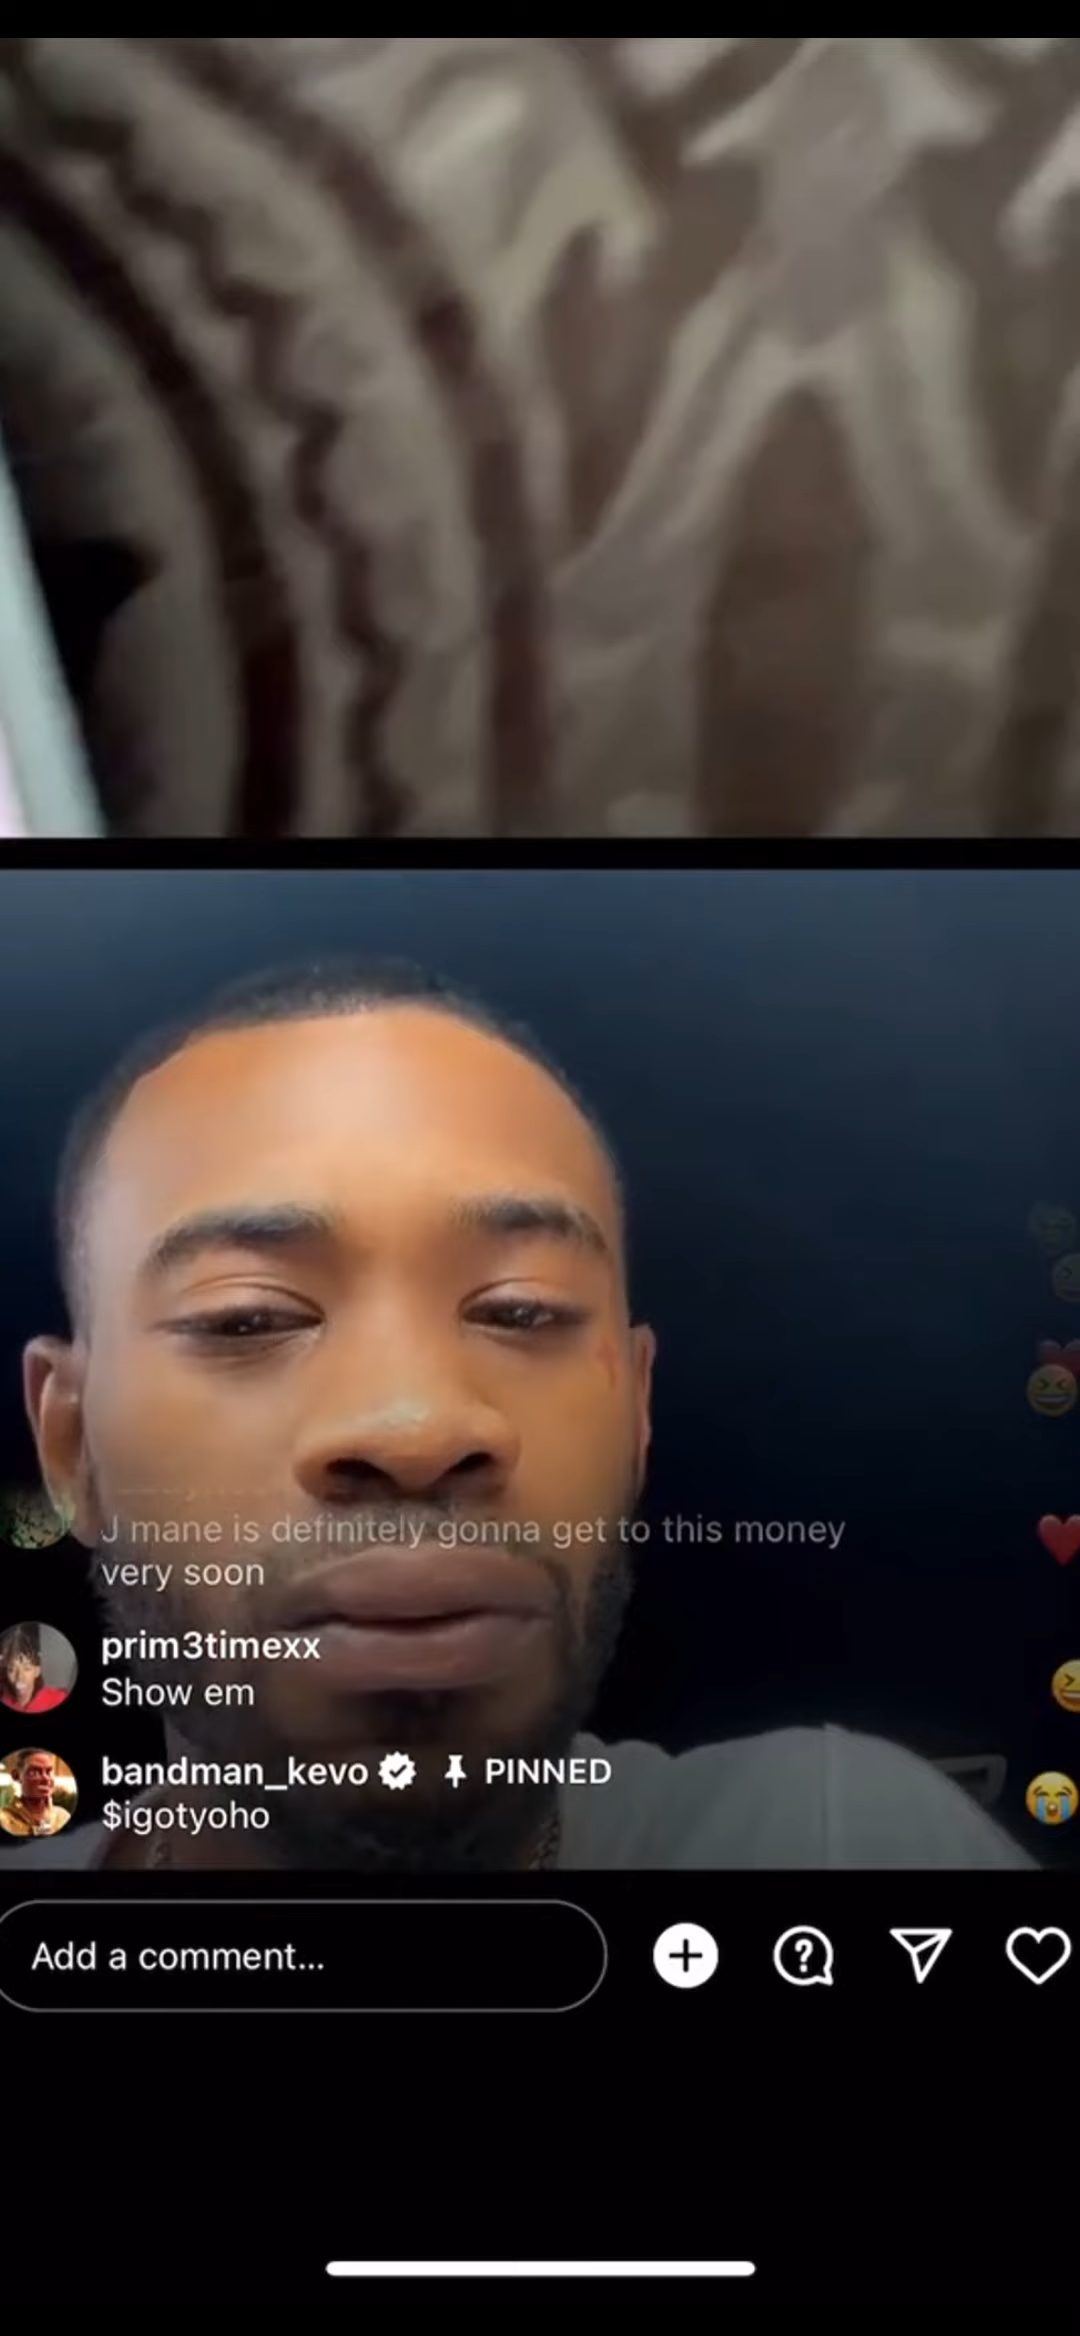 J mane is definitely gonna get to this money
very soon
prim3timexx
Show em
bandman_kevo PINNED
$igotyoho
Add a comment...